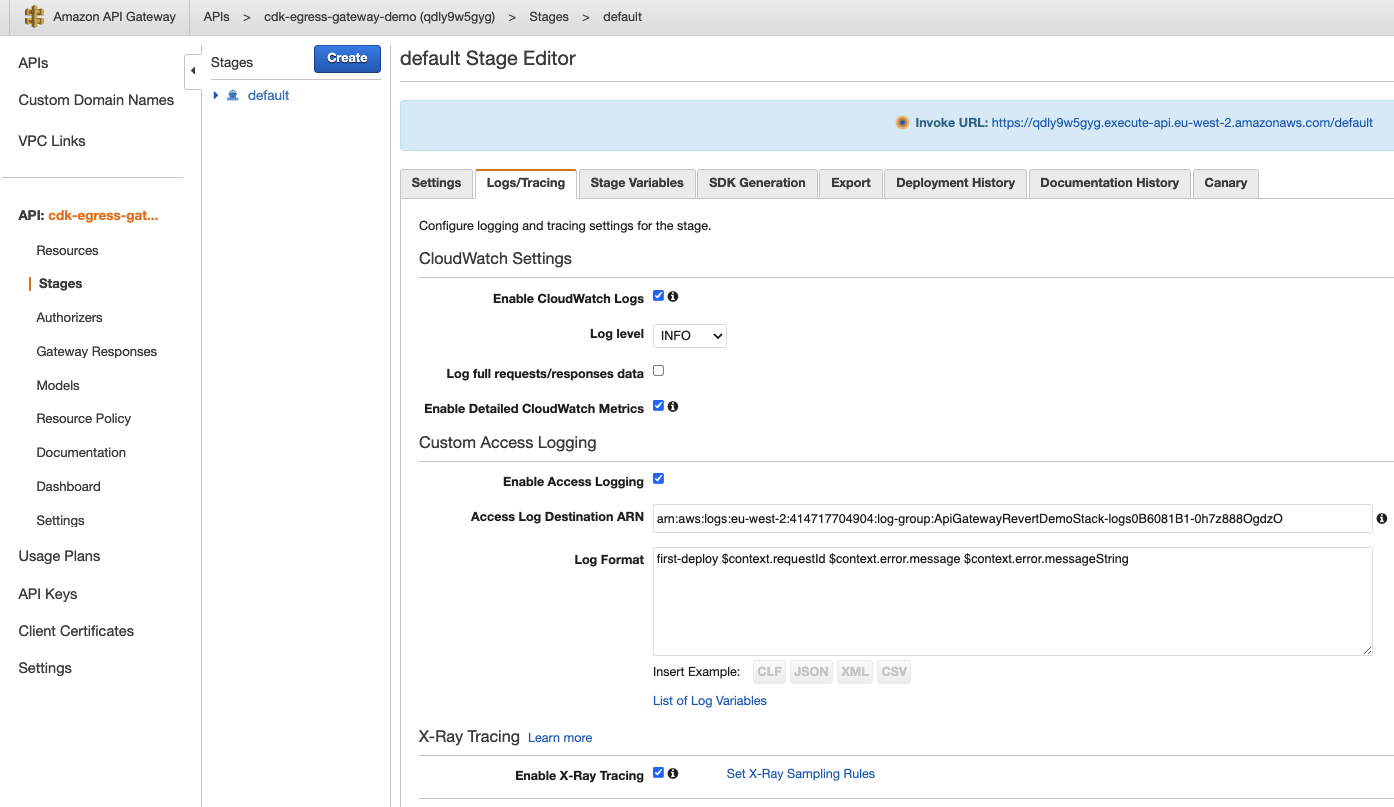 Amazon API Gateway
APIs > cdk-egress-gateway-demo (qdly9w5gyg) > Stages > default
APIs
Custom Domain Names
VPC Links
API: cdk-egress-gat...
Resources
Stages
Authorizers
Gateway Responses
Models
Resource Policy
Documentation
Dashboard
Settings
Usage Plans
API Keys
Client Certificates
Settings
Stages
Create
default
default Stage Editor
Invoke URL: https://qdly9w5gyg.execute-api.eu-west-2.amazonaws.com/default
Settings
Logs/Tracing
Stage Variables
SDK Generation
Export
Deployment History
Documentation History
Canary
Configure logging and tracing settings for the stage.
CloudWatch Settings
Enable CloudWatch Logs
Log level INFO
Log full requests/responses data
Enable Detailed CloudWatch Metrics
Custom Access Logging
Enable Access Logging
Access Log Destination ARN arn:aws:logs:eu-west-2:414717704904:log-group:ApiGatewayRevertDemoStack-logs0B6081B1-0h7z888OgdzO
Log Format first-deploy $context.requestId $context.error.message $context.error.messageString
Insert Example: CLF JSON XML CSV
List of Log Variables
X-Ray Tracing Learn more
Enable X-Ray Tracing Set X-Ray Sampling Rules